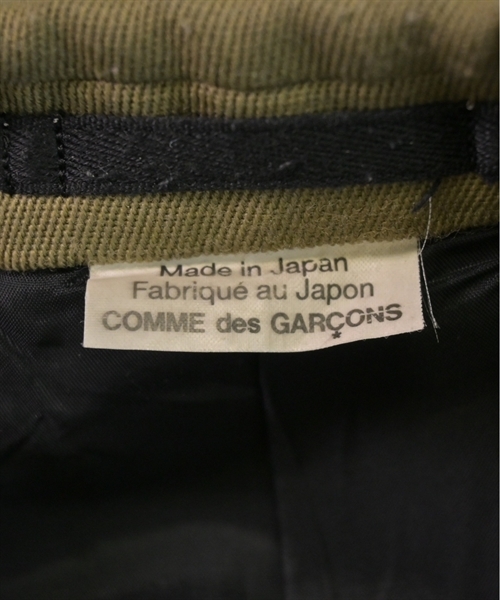 Made in Japan
Fabriqué au Japon
COMME des GARÇONS